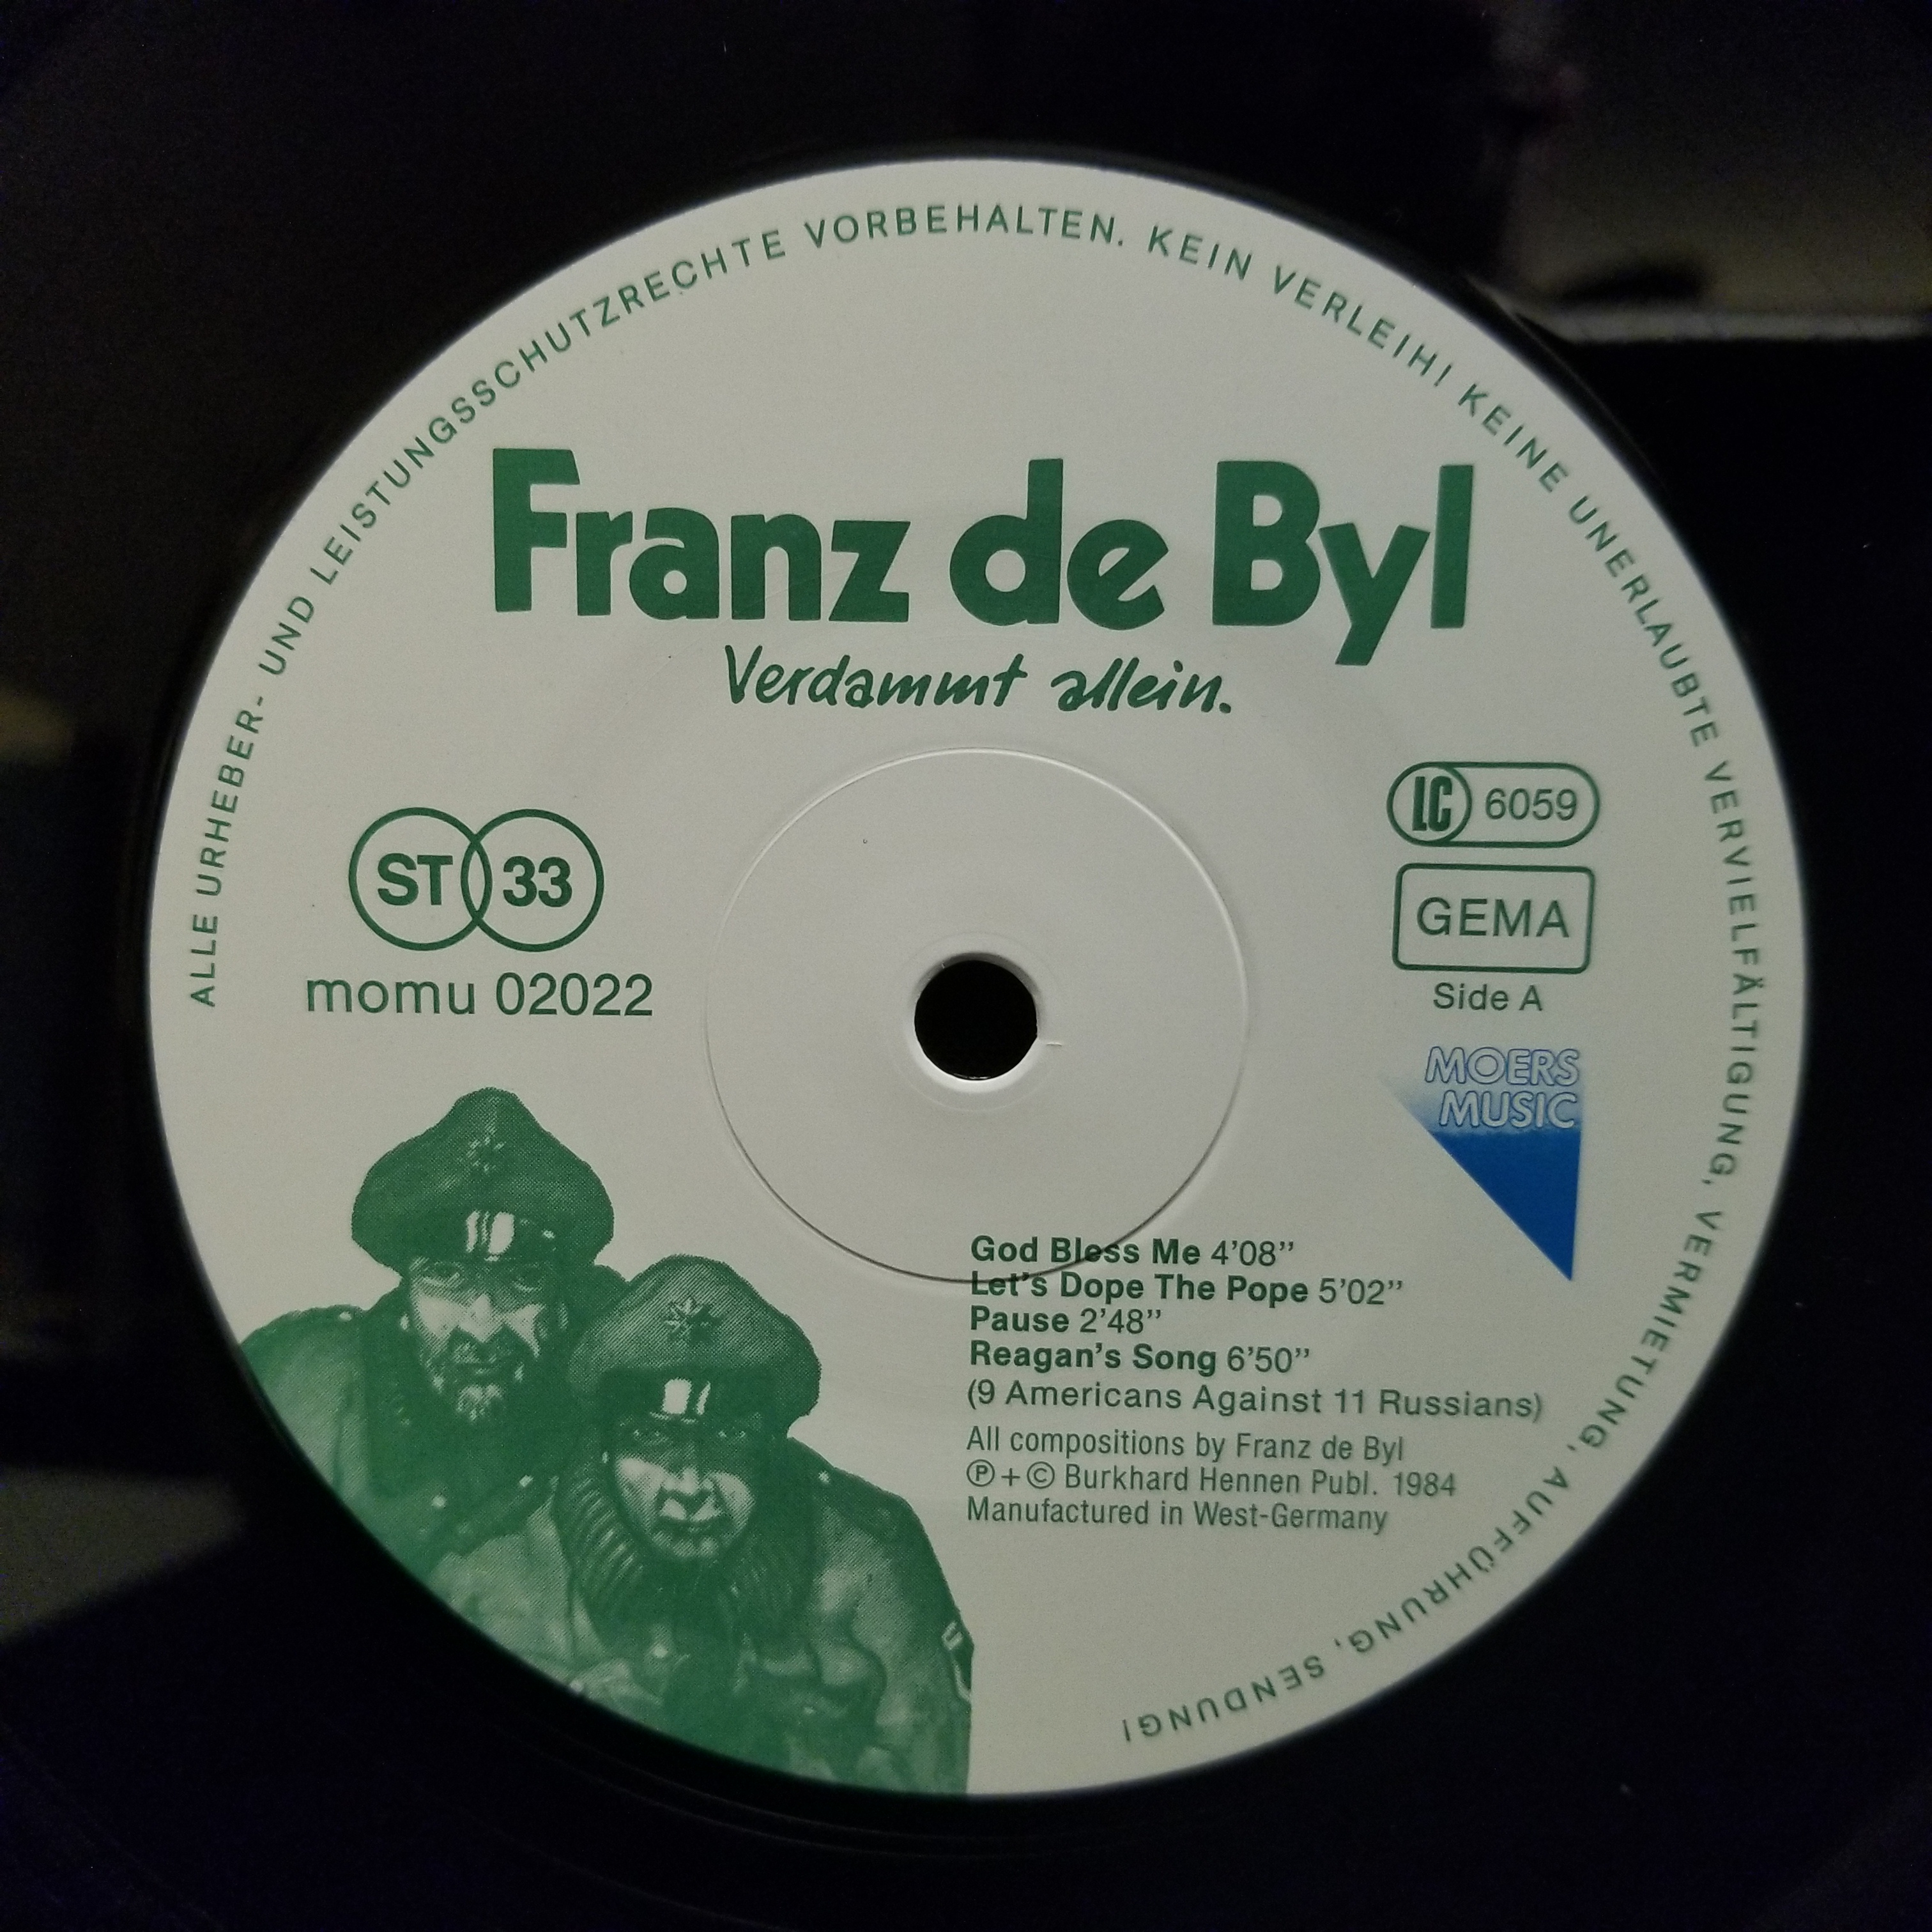 ALLE URHEBER- UND LEISTUNGSSCHUTZRECHTE VORBEHALTEN. KEIN VERLEIH! KEINE UNERLAUBTE VERVIELFÄLTIGUNG, VERMIETUNG, AUFFÜHRUNG, SENDUNG!
Franz de Byl
Verdammt allein.
ST 33
momu 02022
LC 6059
GEMA
Side A
MOERS
MUSIC
God Bless Me 4'08"
Let's Dope The Pope 5'02"
Pause 2'48"
Reagan's Song 6'50"
(9 Americans Against 11 Russians)
All compositions by Franz de Byl
℗+© Burkhard Hennen Publ. 1984
Manufactured in West-Germany